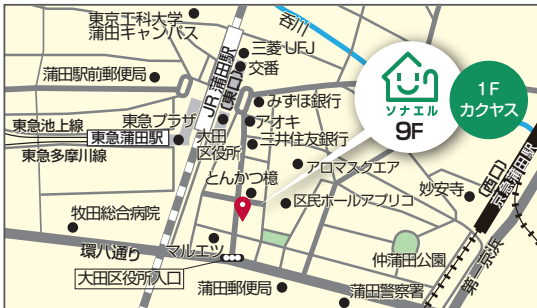 東京工科大学
蒲田キャンパス
呑川
三菱UFJ
交番
蒲田駅前郵便局
JR蒲田駅
(東口)
みずほ銀行
ソナエル
9F
1F
カクヤス
東急プラザ
大田
区役所
アオキ
三井住友銀行
東急池上線
東急蒲田駅
東急多摩川線
アロマスクエア
とんかつ檍
区民ホールアプリコ
妙安寺
(西口)
京急蒲田駅
牧田総合病院
環八通り
マルエツ
大田区役所入口
仲蒲田公園
第一京浜
蒲田郵便局
蒲田警察署